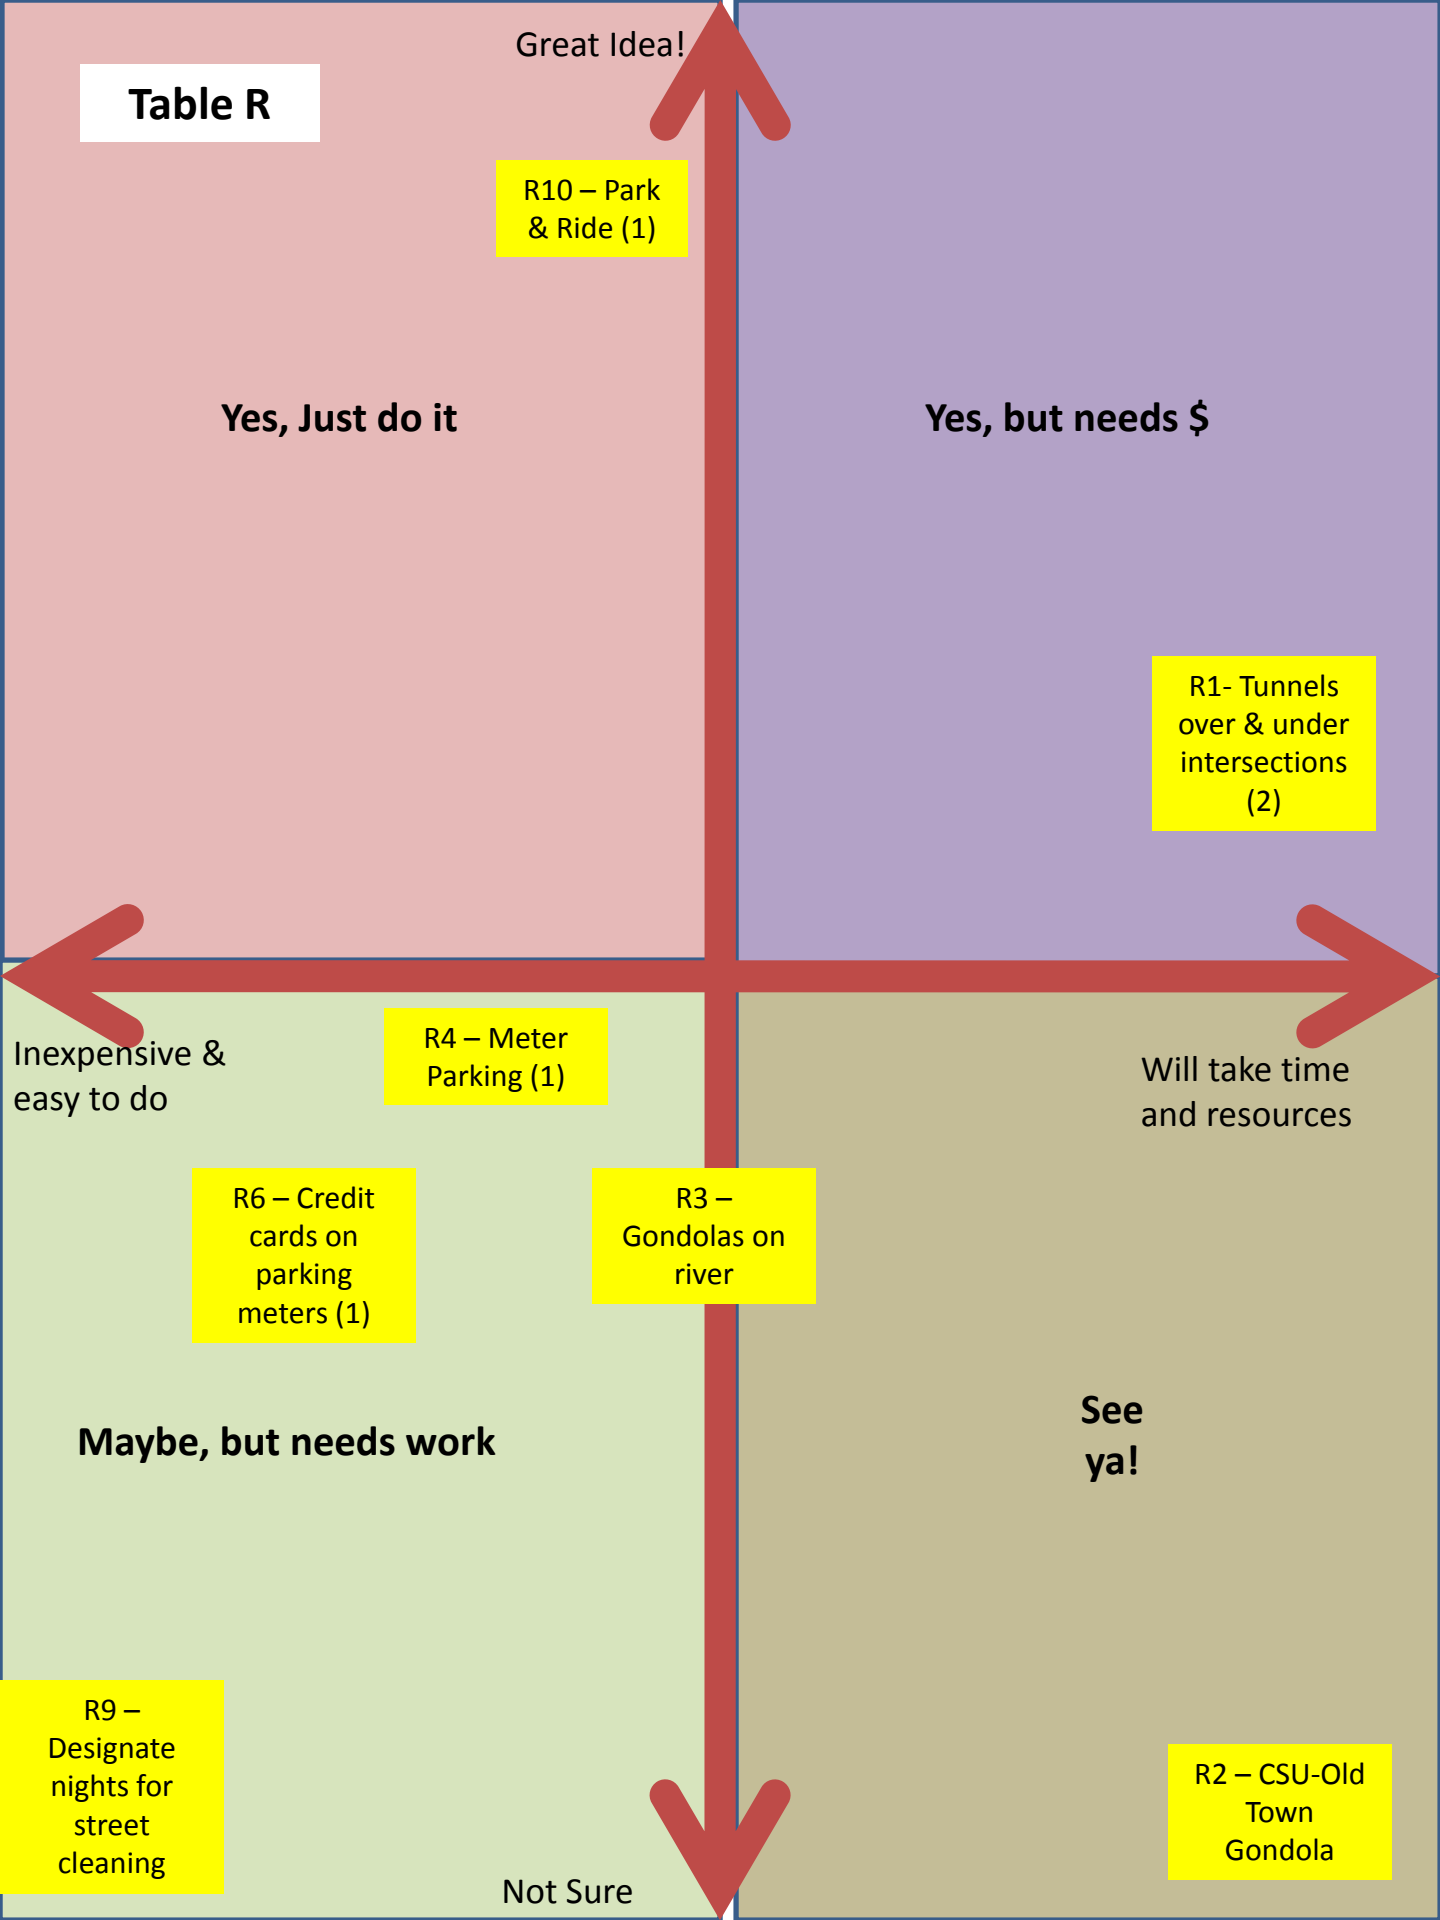 Great Idea!
Table R
R10 – Park
& Ride (1)
Yes, Just do it
Yes, but needs $
R1- Tunnels
over & under
intersections
(2)
Inexpensive &
easy to do
R4 – Meter
Parking (1)
Will take time
and resources
R6 – Credit
cards on
parking
meters (1)
R3 –
Gondolas on
river
Maybe, but needs work
See
ya!
R9 –
Designate
nights for
street
cleaning
R2 – CSU-Old
Town
Gondola
Not Sure